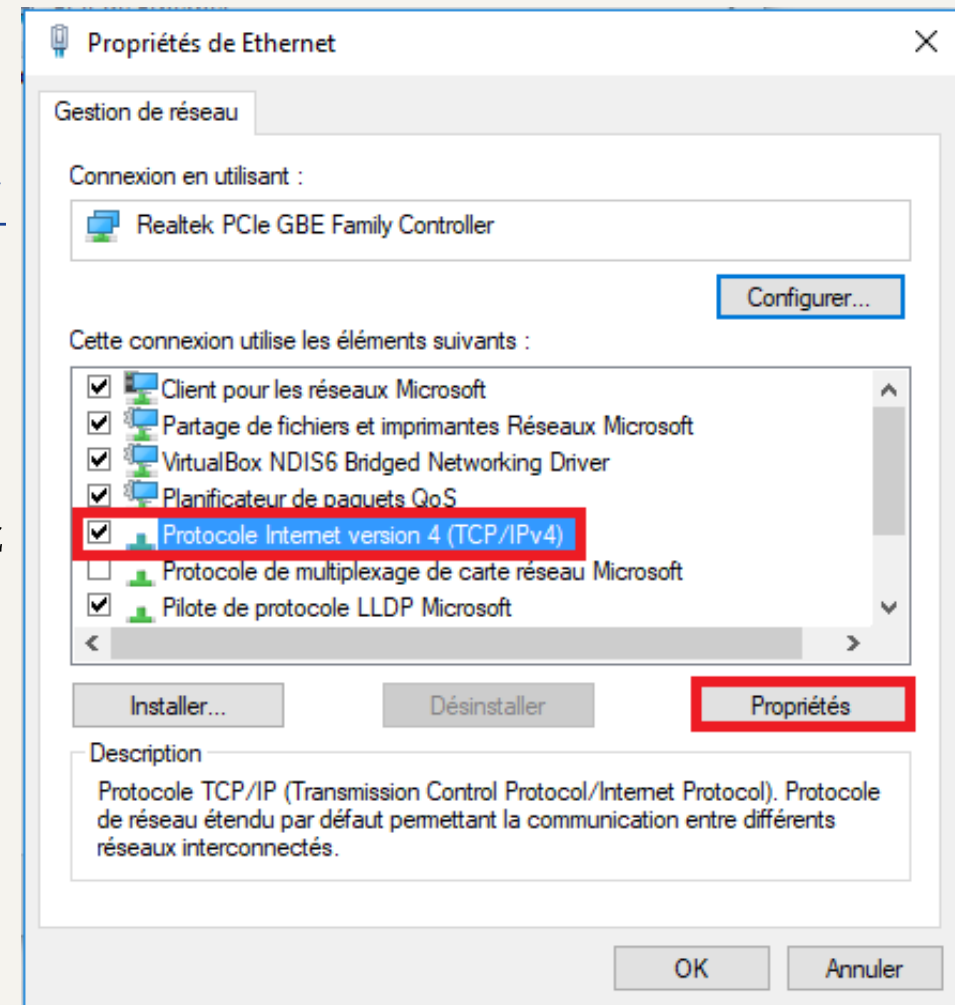 Propriétés de Ethernet
Gestion de réseau
Connexion en utilisant :
Realtek PCIe GBE Family Controller
Configurer...
Cette connexion utilise les éléments suivants :
Client pour les réseaux Microsoft
Partage de fichiers et imprimantes Réseaux Microsoft
VirtualBox NDIS6 Bridged Networking Driver
Planificateur de paquets QoS
Protocole Internet version 4 (TCP/IPv4)
Protocole de multiplexage de carte réseau Microsoft
Pilote de protocole LLDP Microsoft
Installer...
Désinstaller
Propriétés
Description
Protocole TCP/IP (Transmission Control Protocol/Internet Protocol). Protocole
de réseau étendu par défaut permettant la communication entre différents
réseaux interconnectés.
OK
Annuler